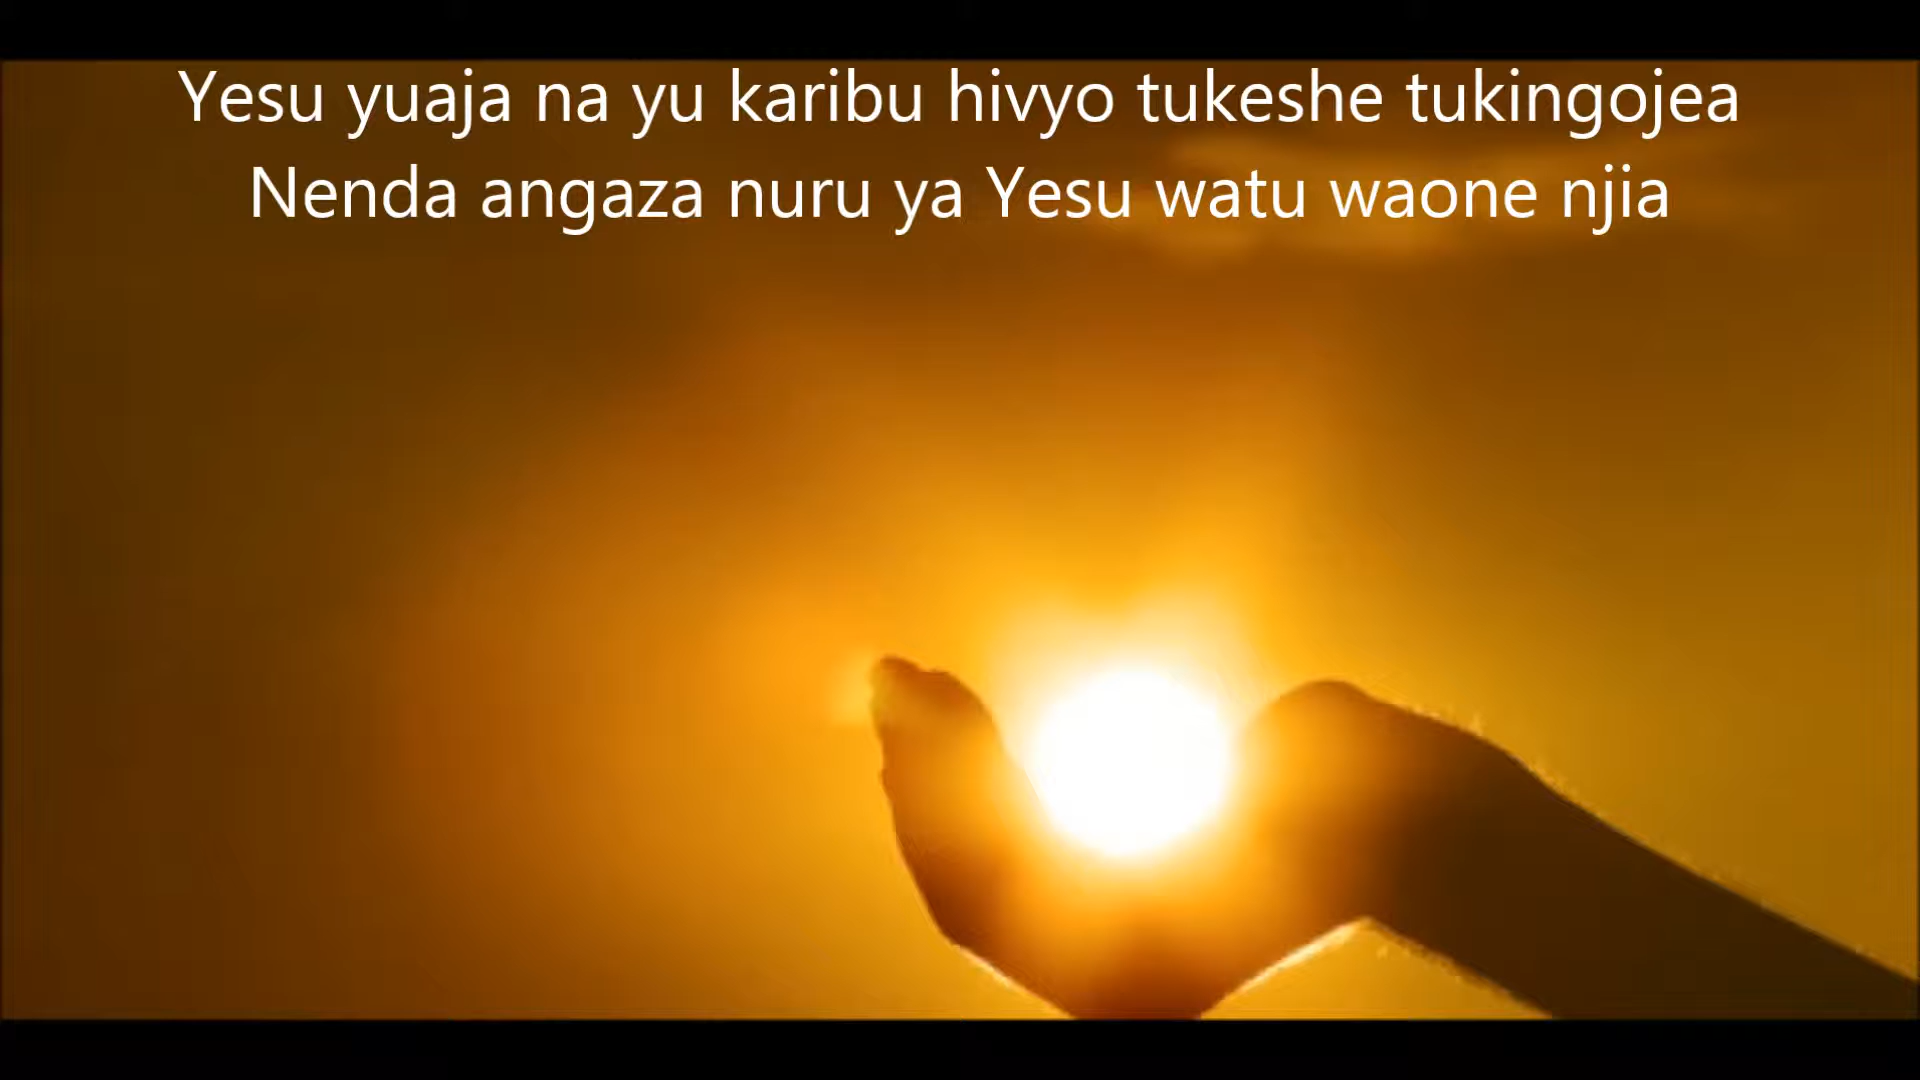 Yesu yuaja na yu karibu hivyo tukeshe tukingojea
Nenda angaza nuru ya Yesu watu waone njia